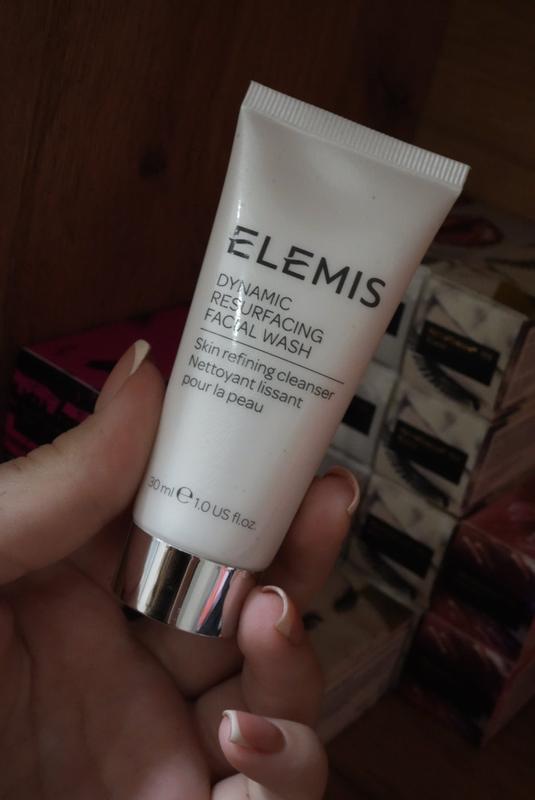 ELEMIS
DYNAMIC
RESURFACING
FACIAL WASH
Skin refining cleanser
Nettoyant lissant
pour la peau
30 ml ℮ 1.0 US fl.oz.